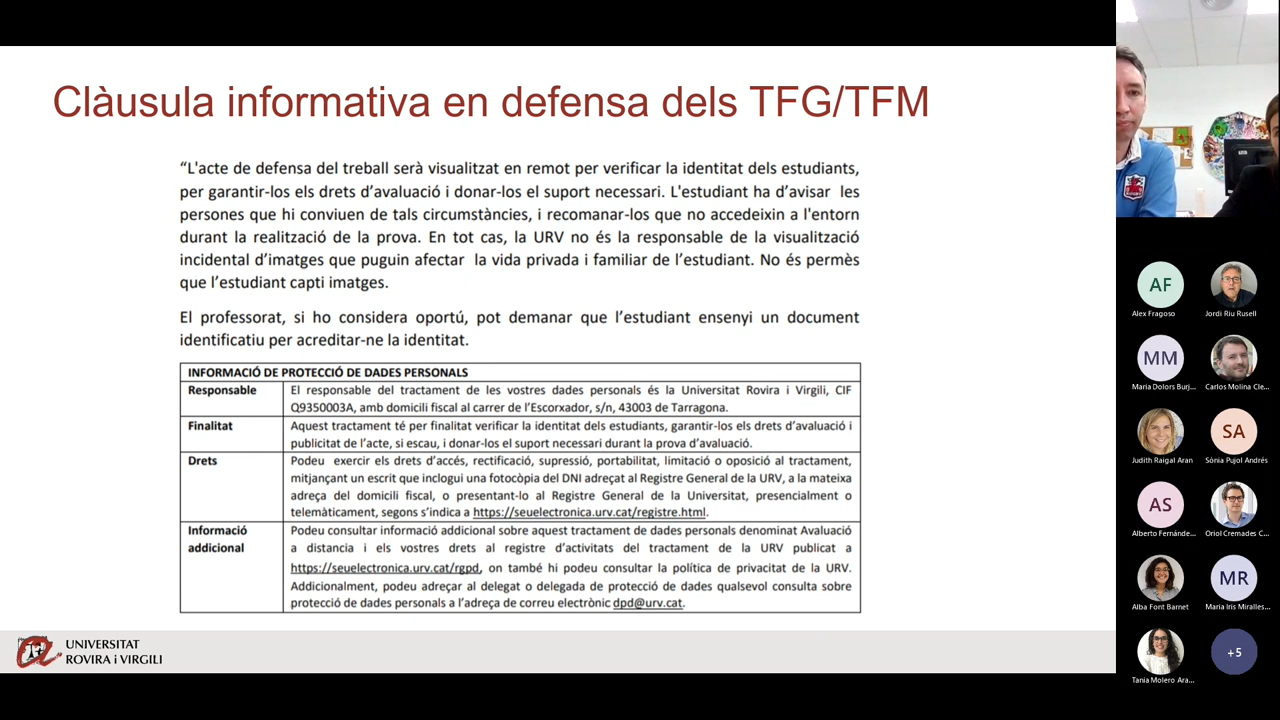 Clàusula informativa en defensa dels TFG/TFM
“L'acte de defensa del treball serà visualitzat en remot per verificar la identitat dels estudiants,
per garantir-los els drets d’avaluació i donar-los el suport necessari. L'estudiant ha d’avisar les
persones que hi conviuen de tals circumstàncies, i recomanar-los que no accedeixin a l'entorn
durant la realització de la prova. En tot cas, la URV no és la responsable de la visualització
incidental d’imatges que puguin afectar la vida privada i familiar de l’estudiant. No és permès
que l’estudiant capti imatges.
El professorat, si ho considera oportú, pot demanar que l’estudiant ensenyi un document
identificatiu per acreditar-ne la identitat.
INFORMACIÓ DE PROTECCIÓ DE DADES PERSONALS
Responsable
El responsable del tractament de les vostres dades personals és la Universitat Rovira i Virgili, CIF
Q9350003A, amb domicili fiscal al carrer de l’Escorxador, s/n, 43003 de Tarragona.
Finalitat
Aquest tractament té per finalitat verificar la identitat dels estudiants, garantir-los els drets d’avaluació i
publicitat de l’acte, si escau, i donar-los el suport necessari durant la prova d’avaluació.
Drets
Podeu exercir els drets d’accés, rectificació, supressió, portabilitat, limitació o oposició al tractament,
mitjançant un escrit que inclogui una fotocòpia del DNI adreçat al Registre General de la URV, a la mateixa
adreça del domicili fiscal, o presentant-lo al Registre General de la Universitat, presencialment o
telemàticament, segons s’indica a https://seuelectronica.urv.cat/registre.html.
Informació
addicional
Podeu consultar informació addicional sobre aquest tractament de dades personals denominat Avaluació
a distancia i els vostres drets al registre d’activitats del tractament de la URV publicat a
https://seuelectronica.urv.cat/rgpd, on també hi podeu consultar la política de privacitat de la URV.
Addicionalment, podeu adreçar al delegat o delegada de protecció de dades qualsevol consulta sobre
protecció de dades personals a l’adreça de correu electrònic dpd@urv.cat.
UNIVERSITAT
ROVIRA i VIRGILI
AF
Alex Fragoso
Jordi Riu Rusell
MM
Maria Dolors Burj...
Carlos Molina Cle...
Judith Raigal Aran
SA
Sònia Pujol Andrés
AS
Alberto Fernánde...
Oriol Cremades C...
Alba Font Barnet
MR
Maria Iris Miralles...
Tania Molero Ara...
+5